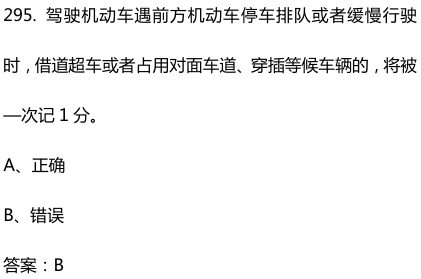 295. 驾驶机动车遇前方机动车停车排队或者缓慢行驶
时，借道超车或者占用对面车道、穿插等候车辆的，将被
一次记 1 分。
A、正确
B、错误
答案：B